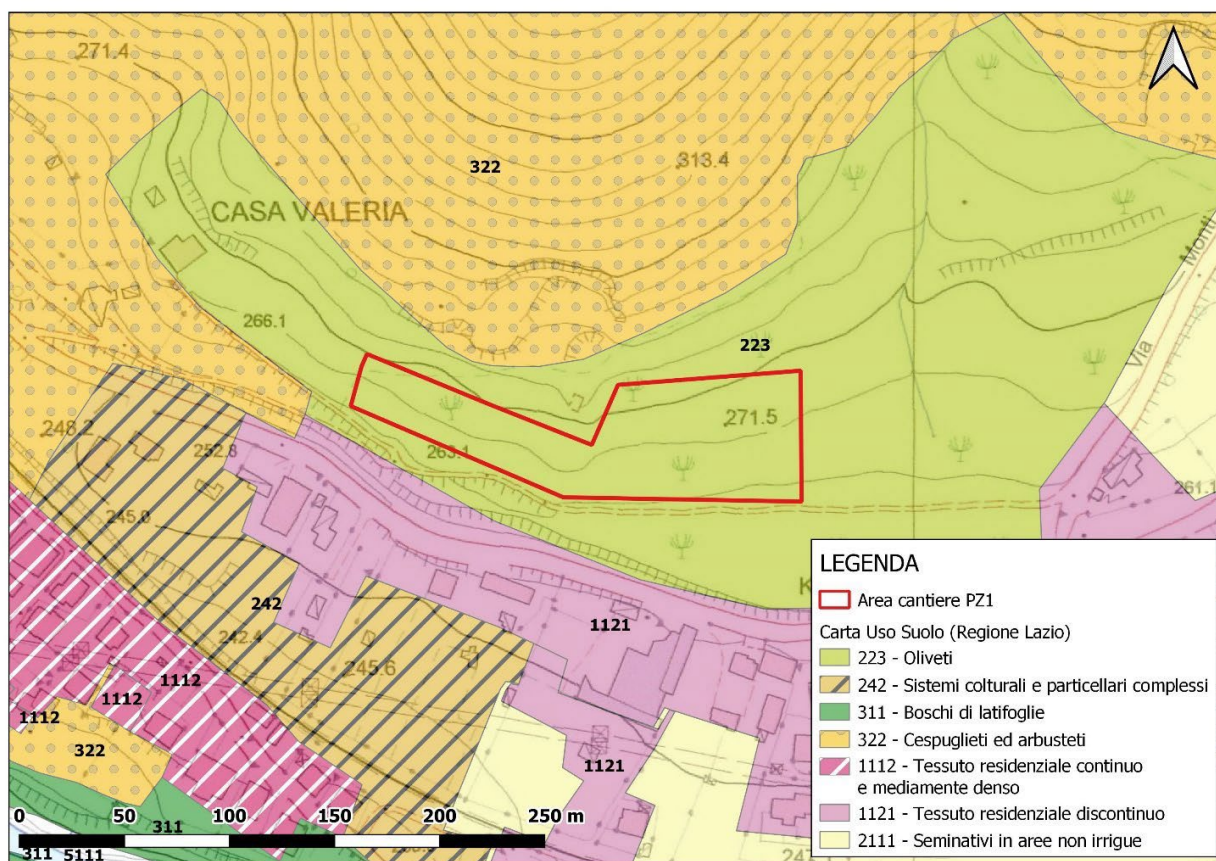 271.4
322
313.4
CASA VALERIA
Monti
266.1
223
Via
271.5
248.2
252.8
263.1
261.1
245.8
K
242
1121
242.4
245.6
1112
1112
1112
322
1121
0 50 100 150 200 250 m
311
311 5111
LEGENDA
Area cantiere PZ1
Carta Uso Suolo (Regione Lazio)
223 - Oliveti
242 - Sistemi colturali e particellari complessi
311 - Boschi di latifoglie
322 - Cespuglieti ed arbusteti
1112 - Tessuto residenziale continuo
e mediamente denso
1121 - Tessuto residenziale discontinuo
2111 - Seminativi in aree non irrigue